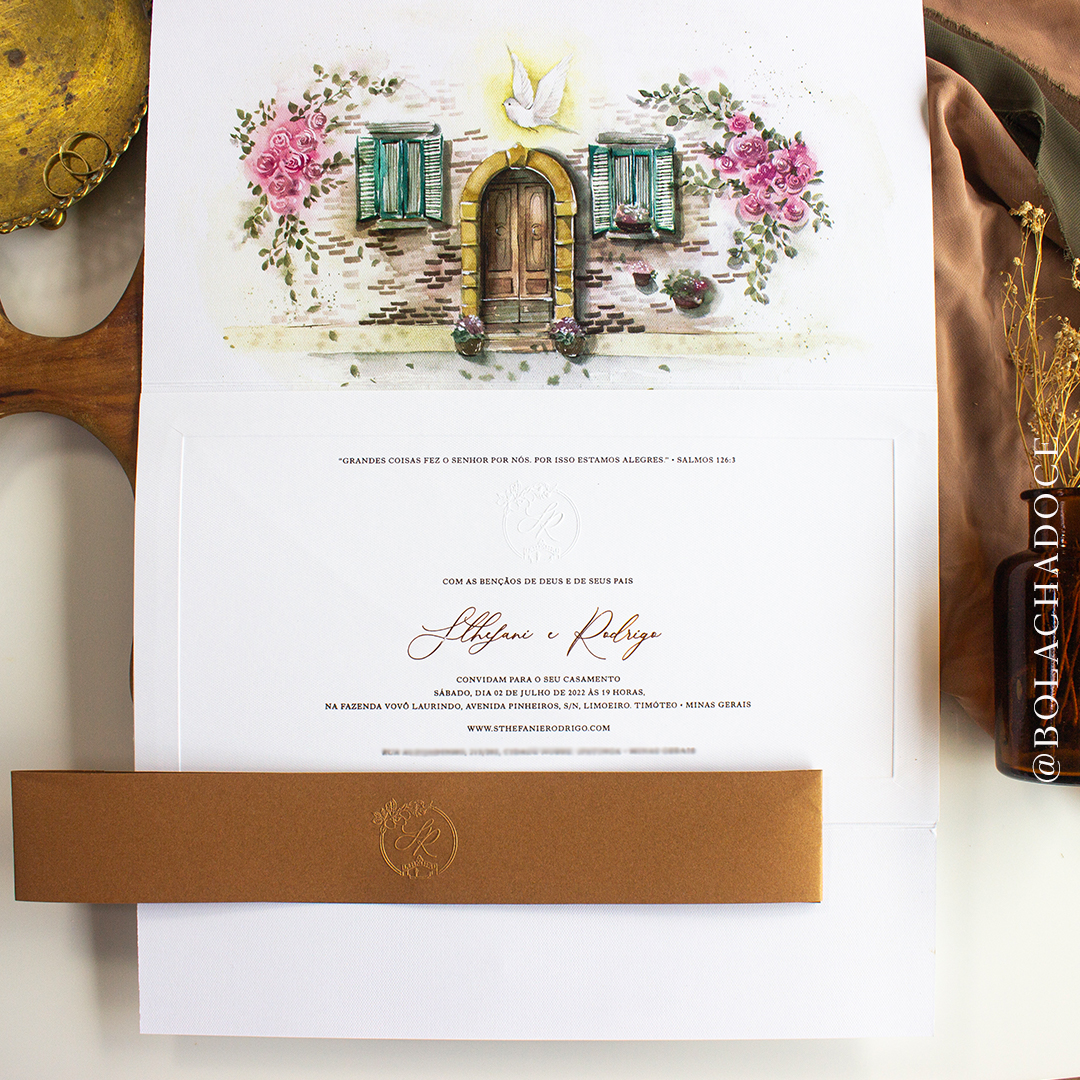 "GRANDES COISAS FEZ O SENHOR POR NÓS. POR ISSO ESTAMOS ALEGRES." • SALMOS 126:3
SR
COM AS BENÇÃOS DE DEUS E DE SEUS PAIS
Sthefani e Rodrigo
CONVIDAM PARA O SEU CASAMENTO
SÁBADO, DIA 02 DE JULHO DE 2022 ÀS 19 HORAS,
NA FAZENDA VOVÔ LAURINDO, AVENIDA PINHEIROS, S/N, LIMOEIRO. TIMÓTEO • MINAS GERAIS
WWW.STHEFANIERODRIGO.COM
SR
@BOLACHADOCE